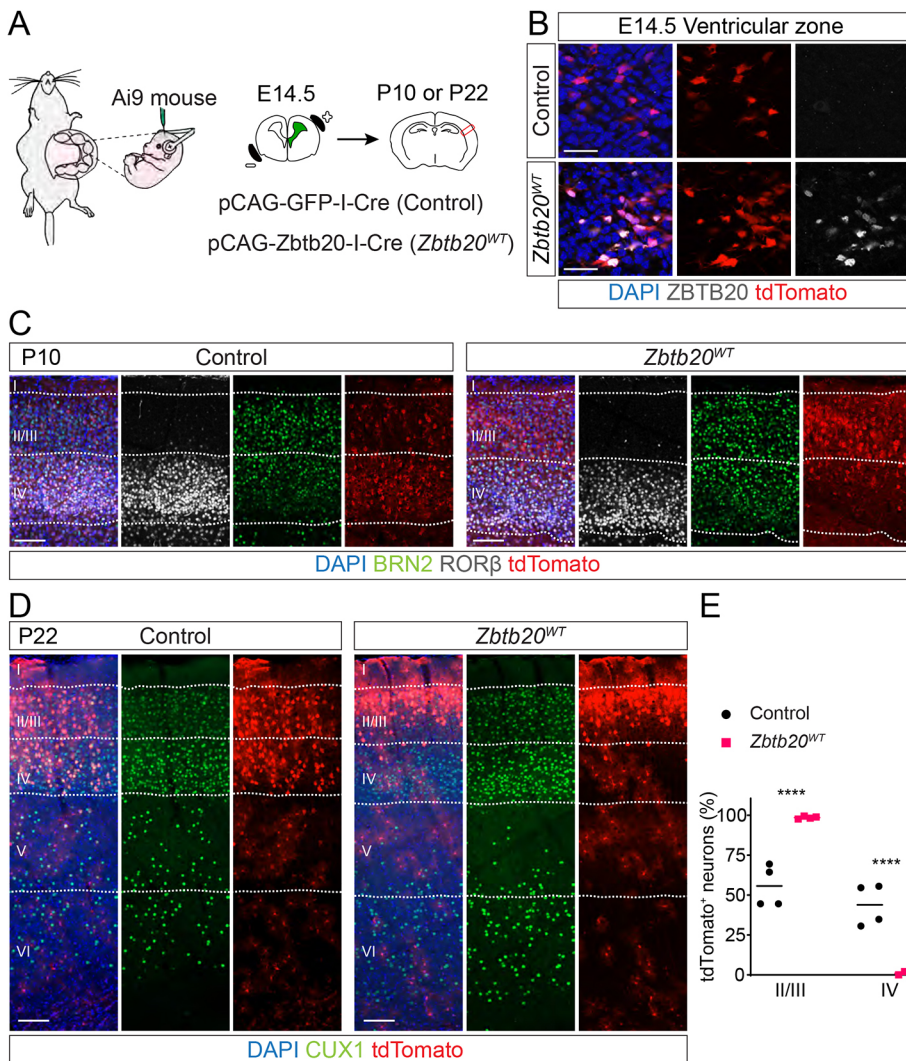 A
Ai9 mouse
E14.5
P10 or P22
+
−
pCAG-GFP-I-Cre (Control)
pCAG-Zbtb20-I-Cre (Zbtb20WT)
B
E14.5 Ventricular zone
Control
Zbtb20WT
DAPI ZBTB20 tdTomato
C
P10 Control Zbtb20WT
I I
II/III II/III
IV IV
DAPI BRN2 RORβ tdTomato
D
P22 Control Zbtb20WT
I I
II/III II/III
IV IV
V V
VI VI
DAPI CUX1 tdTomato
E
Control
Zbtb20WT
tdTomato+ neurons (%)
100
75
50
25
0
****
****
II/III IV